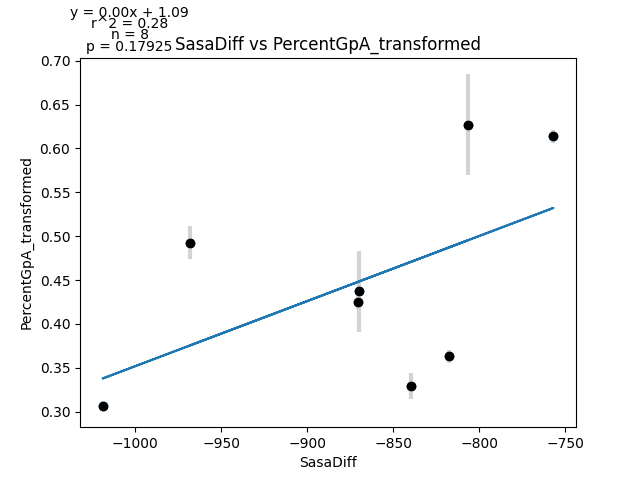 y = 0.00x + 1.09
r^2 = 0.28
n = 8
p = 0.17925
SasaDiff vs PercentGpA_transformed
0.70
0.65
0.60
0.55
0.50
0.45
0.40
0.35
0.30
PercentGpA_transformed
−1000
−950
−900
−850
−800
−750
SasaDiff